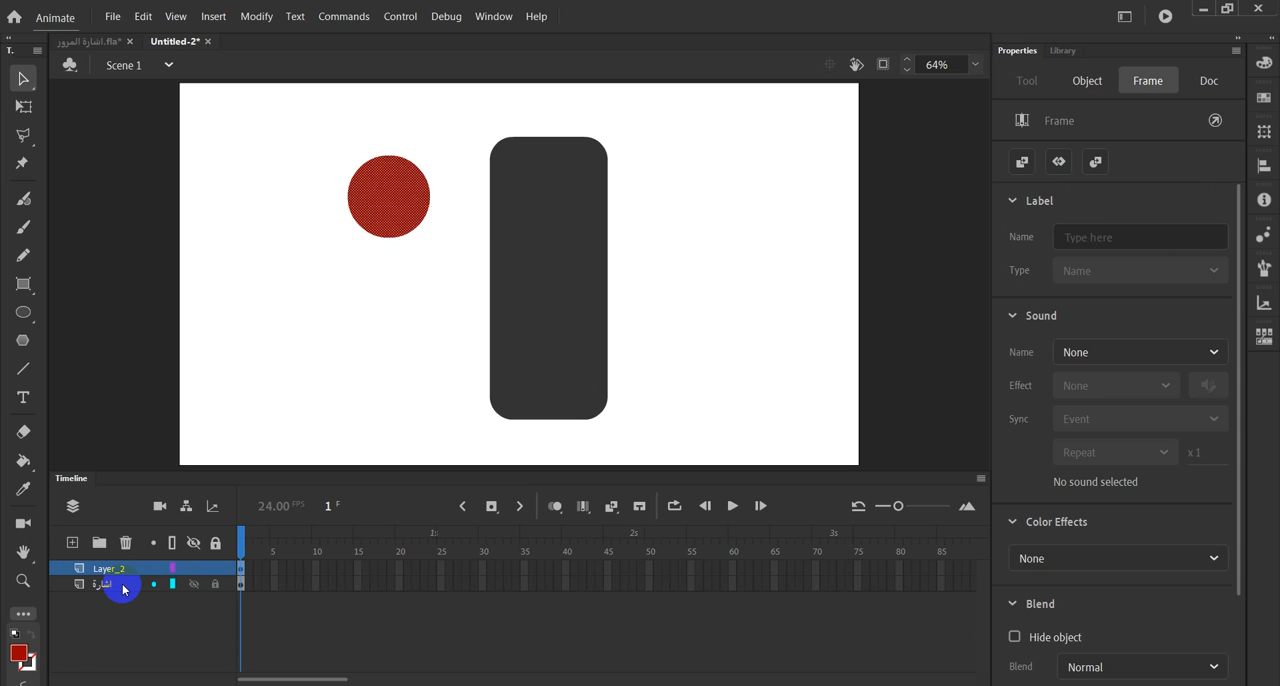 Animate File Edit View Insert Modify Text Commands Control Debug Window Help
T. اشارة المرور.fla* Untitled-2* Properties Library
Scene 1 64%
Tool Object Frame Doc
Frame
Label
Name Type here
Type Name
Sound
Name None
Effect None
Sync Event
Repeat x 1
No sound selected
Timeline
24.00 FPS 1 F
Color Effects
1s 2s 3s
5 10 15 20 25 30 35 40 45 50 55 60 65 70 75 80 85
None
Layer_2
اشارة
Blend
Hide object
Blend Normal